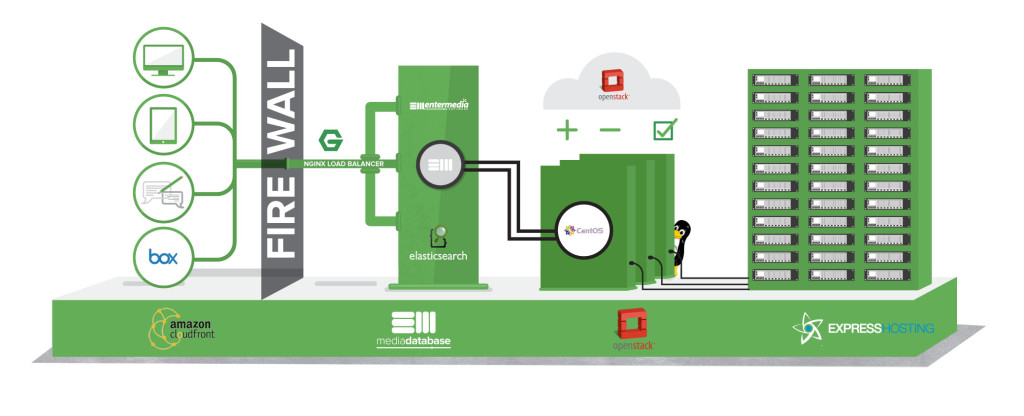 box
FIRE WALL
NGINX LOAD BALANCER
entermedia
elasticsearch
openstack
CentOS
amazon
cloudfront
mediadatabase
openstack
EXPRESSHOSTING